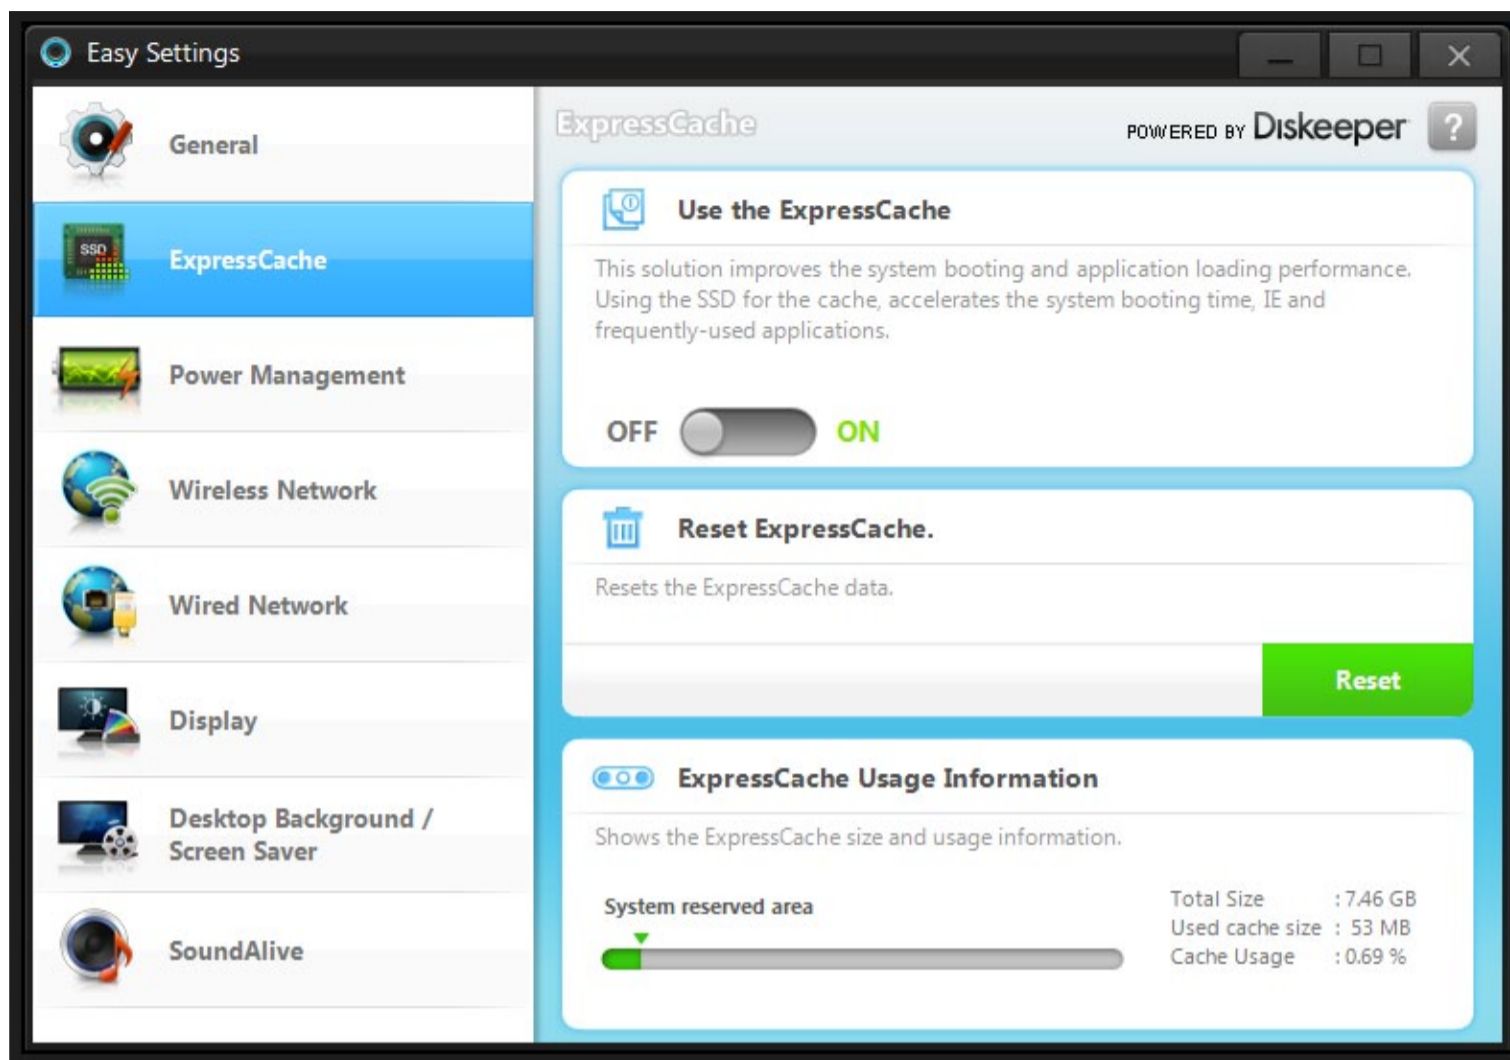 Easy Settings
General
ExpressCache
Power Management
Wireless Network
Wired Network
Display
Desktop Background /
Screen Saver
SoundAlive
ExpressCache
POWERED BY Diskeeper ?
Use the ExpressCache
This solution improves the system booting and application loading performance.
Using the SSD for the cache, accelerates the system booting time, IE and
frequently-used applications.
OFF ON
Reset ExpressCache.
Resets the ExpressCache data.
Reset
ExpressCache Usage Information
Shows the ExpressCache size and usage information.
System reserved area
Total Size : 7.46 GB
Used cache size : 53 MB
Cache Usage : 0.69 %
SSD